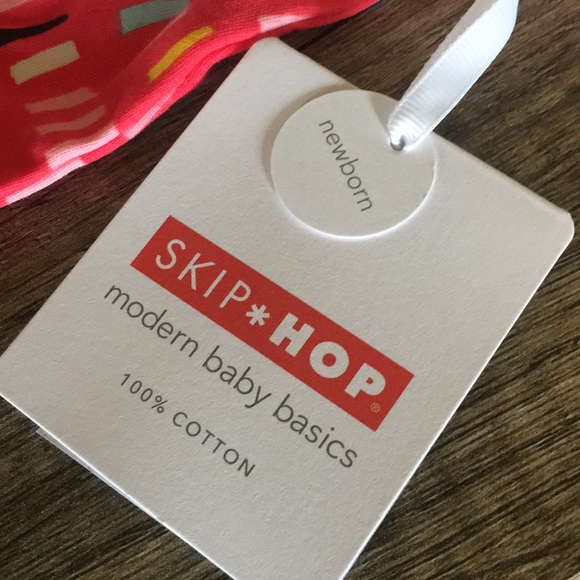 newborn
SKIP*HOP®
modern baby basics
100% COTTON